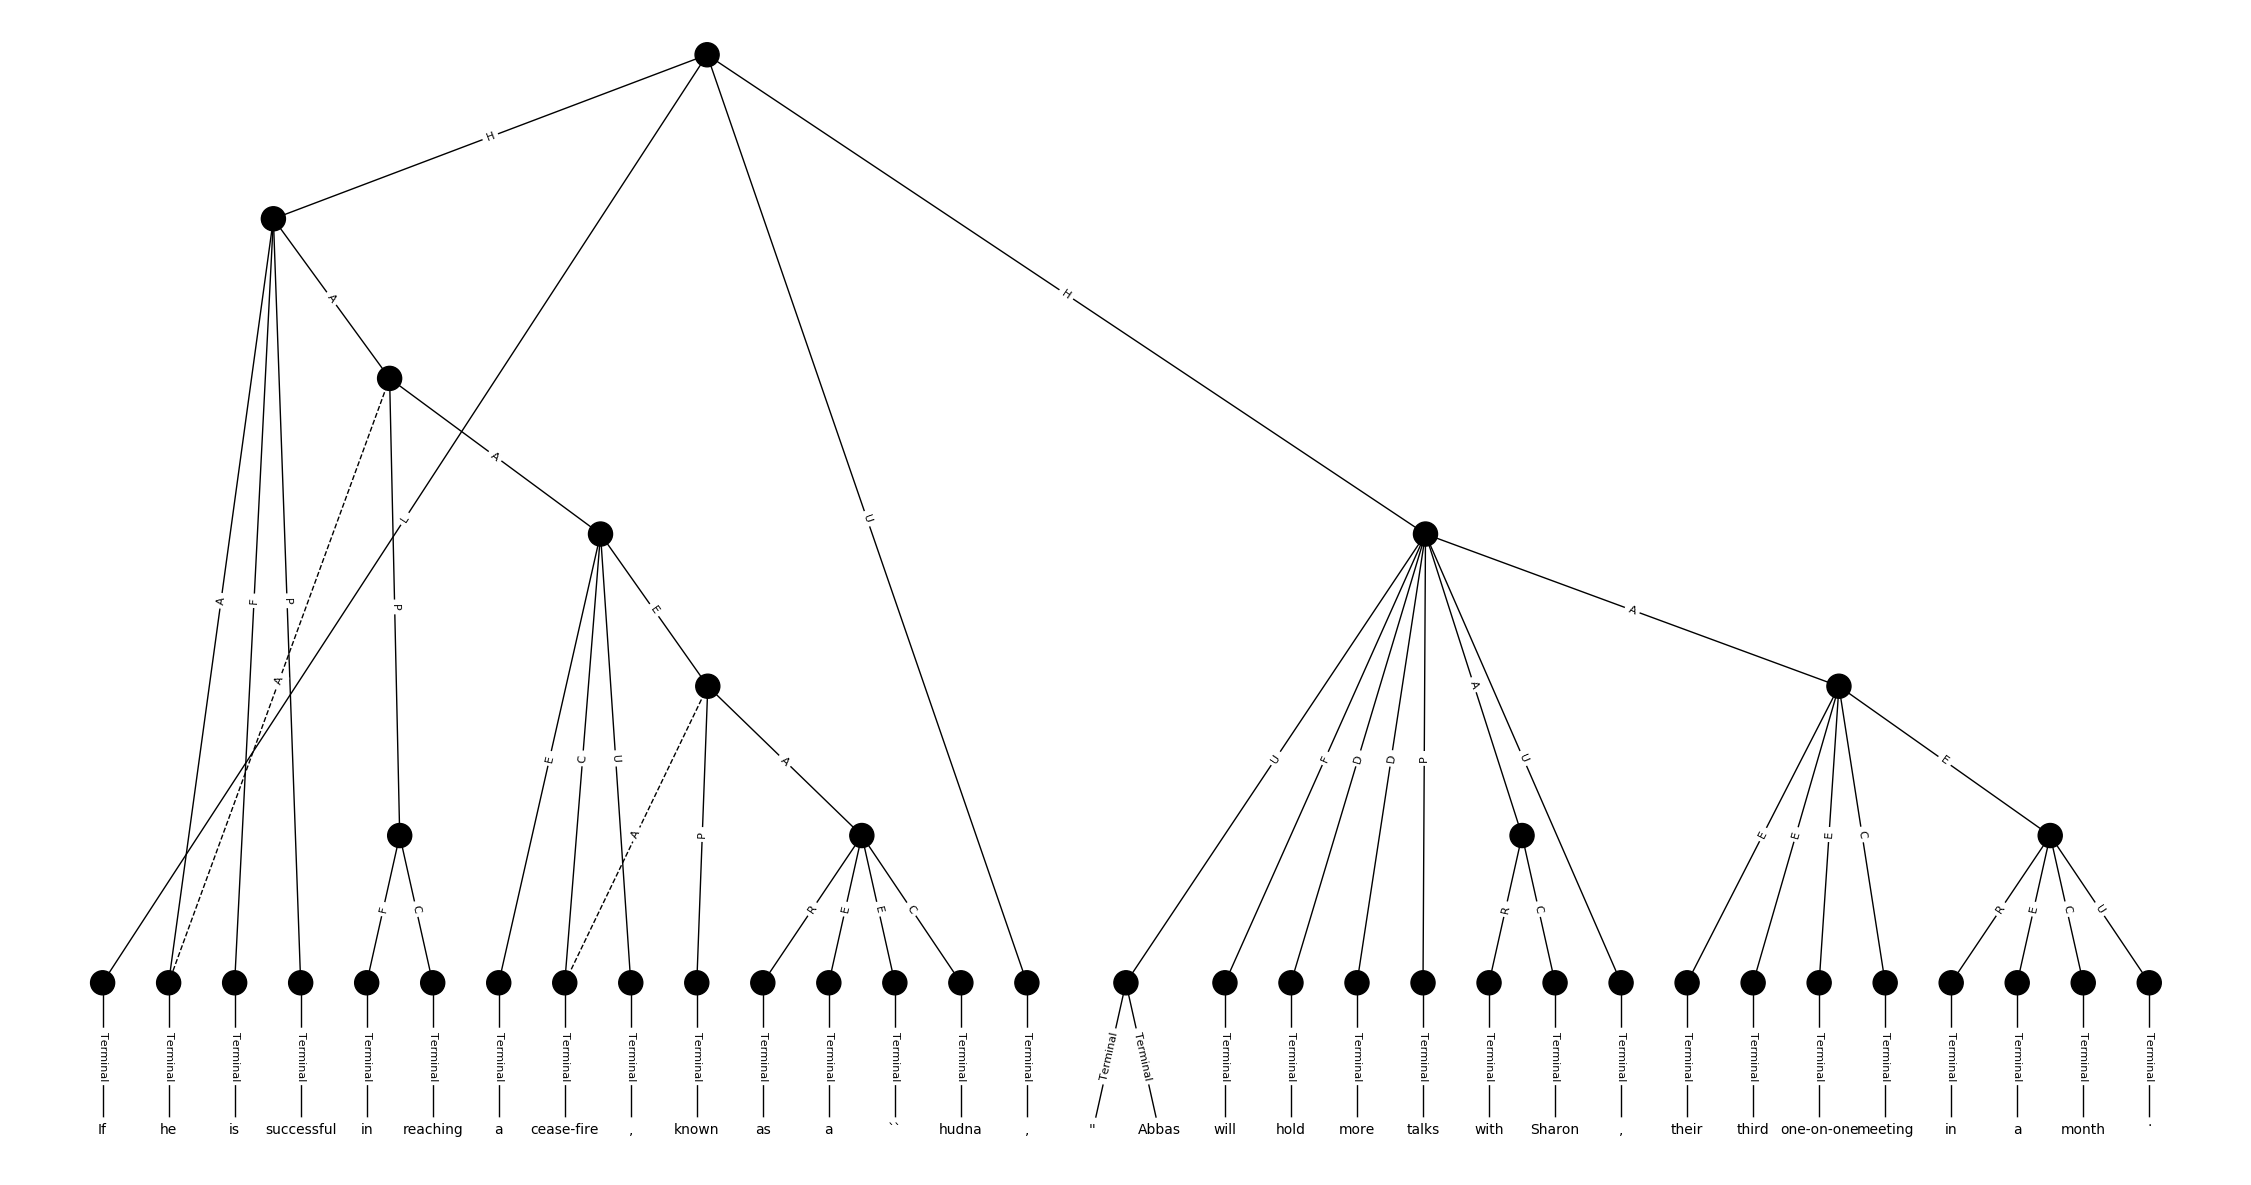 H
H
A
A
L
U
A
F
P
P
E
A
A
E
C
U
A
A
P
U
F
D
D
P
A
U
E
E
E
E
C
F
C
R
E
E
C
R
C
R
E
C
U
Terminal Terminal Terminal Terminal Terminal Terminal Terminal Terminal Terminal Terminal Terminal Terminal Terminal Terminal Terminal Terminal Terminal Terminal Terminal Terminal Terminal Terminal Terminal Terminal Terminal Terminal Terminal Terminal Terminal Terminal Terminal Terminal
If he is successful in reaching a cease-fire , known as a `` hudna , " Abbas will hold more talks with Sharon , their third one-on-one meeting in a month .